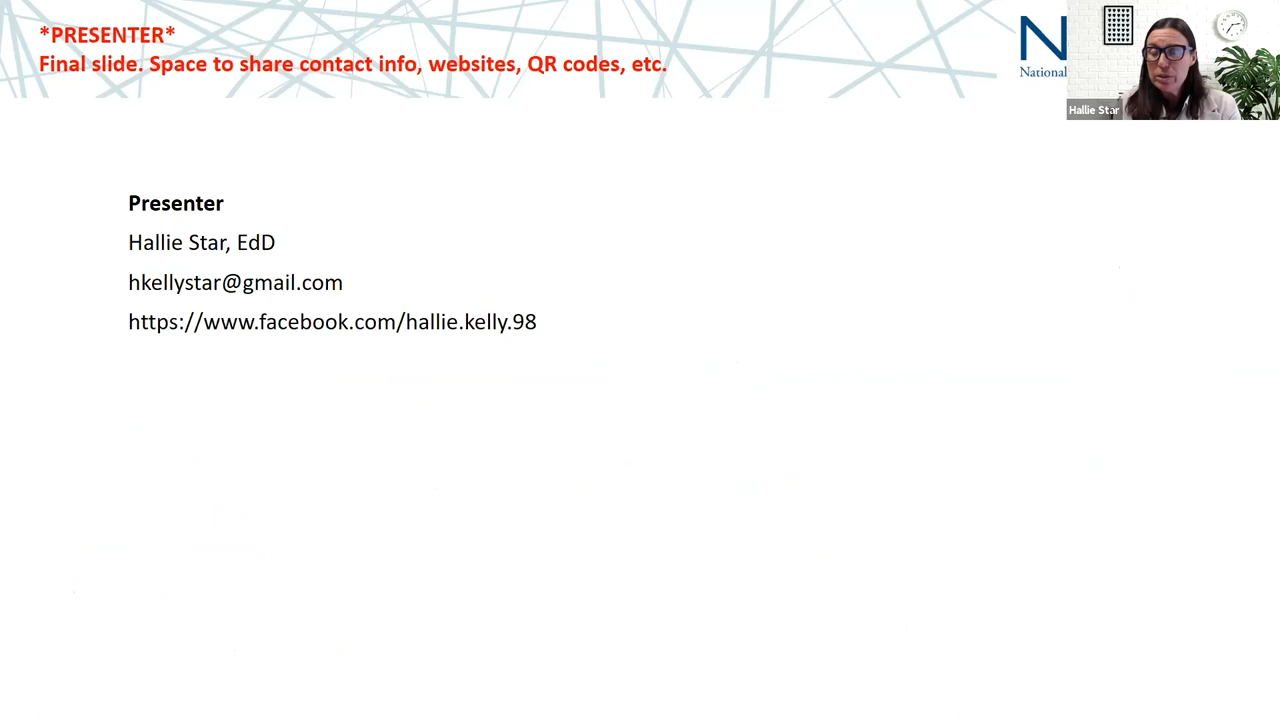 *PRESENTER*
Final slide. Space to share contact info, websites, QR codes, etc.
N
National
Hallie Star
Presenter
Hallie Star, EdD
hkellystar@gmail.com
https://www.facebook.com/hallie.kelly.98